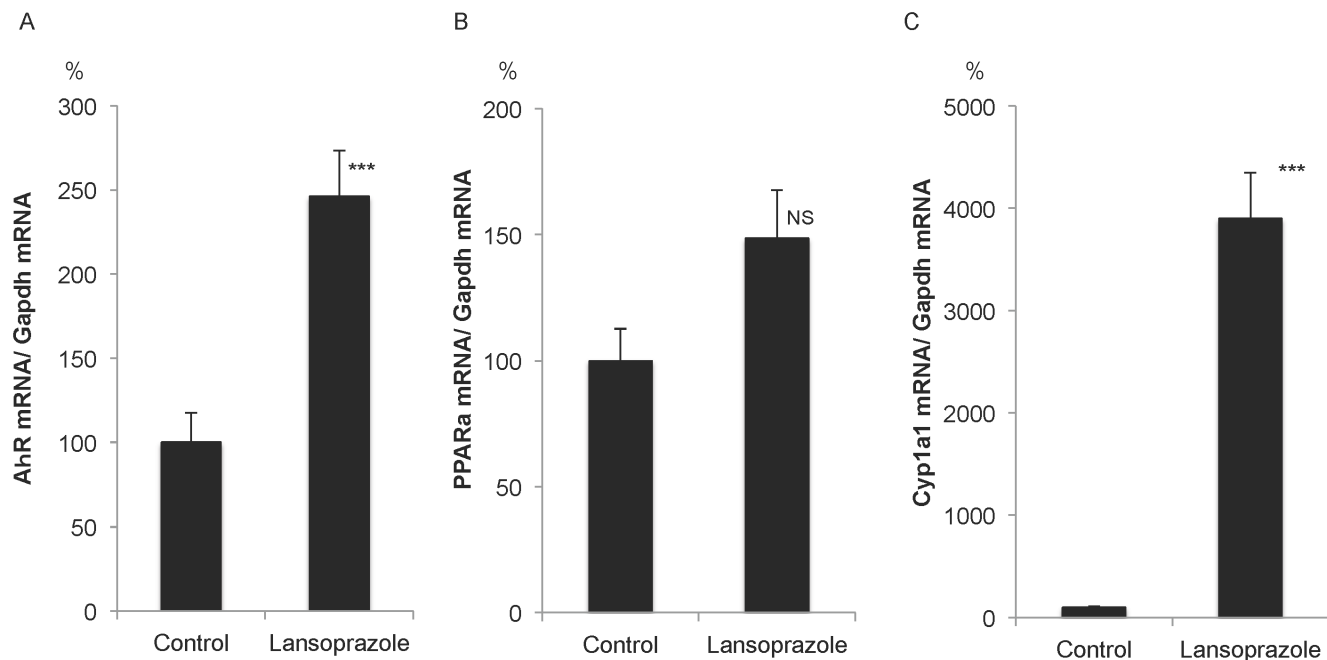 A
%
AhR mRNA/ Gapdh mRNA
300
250
200
150
100
50
0
***
Control Lansoprazole
B
%
PPARa mRNA/ Gapdh mRNA
200
150
100
50
0
NS
Control Lansoprazole
C
%
Cyp1a1 mRNA/ Gapdh mRNA
5000
4000
3000
2000
1000
0
***
Control Lansoprazole